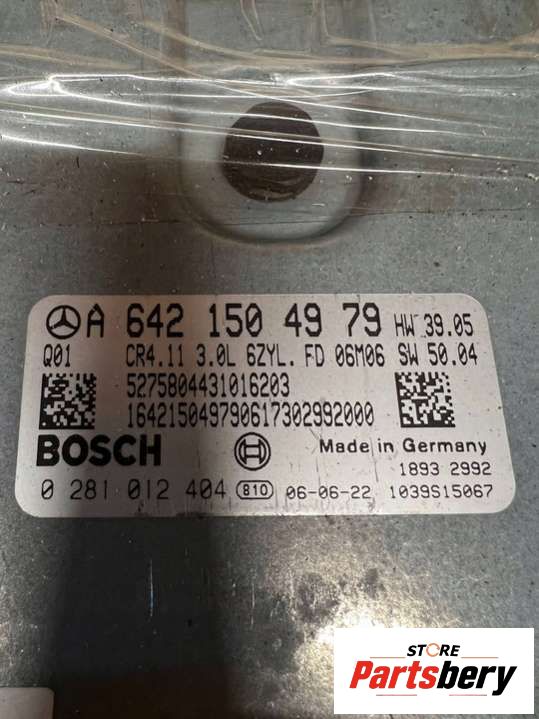 A 642 150 49 79 HW 39.05
Q01 CR4.11 3.0L 6ZYL. FD 06M06 SW 50.04
5275804431016203
164215049790617302992000
BOSCH Made in Germany
1893 2992
0 281 012 404 810 06-06-22 1039S15067
STORE
Partsbery